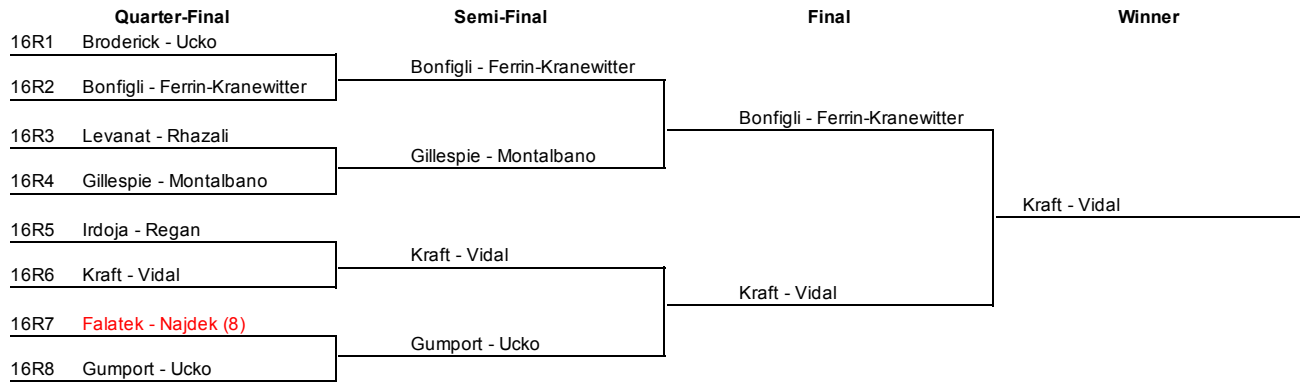 Quarter-Final Semi-Final Final Winner
16R1 Broderick - Ucko
Bonfigli - Ferrin-Kranewitter
16R2 Bonfigli - Ferrin-Kranewitter
Bonfigli - Ferrin-Kranewitter
16R3 Levanat - Rhazali
Gillespie - Montalbano
16R4 Gillespie - Montalbano
Kraft - Vidal
16R5 Irdoja - Regan
Kraft - Vidal
16R6 Kraft - Vidal
Kraft - Vidal
16R7 Falatek - Najdek (8)
Gumport - Ucko
16R8 Gumport - Ucko